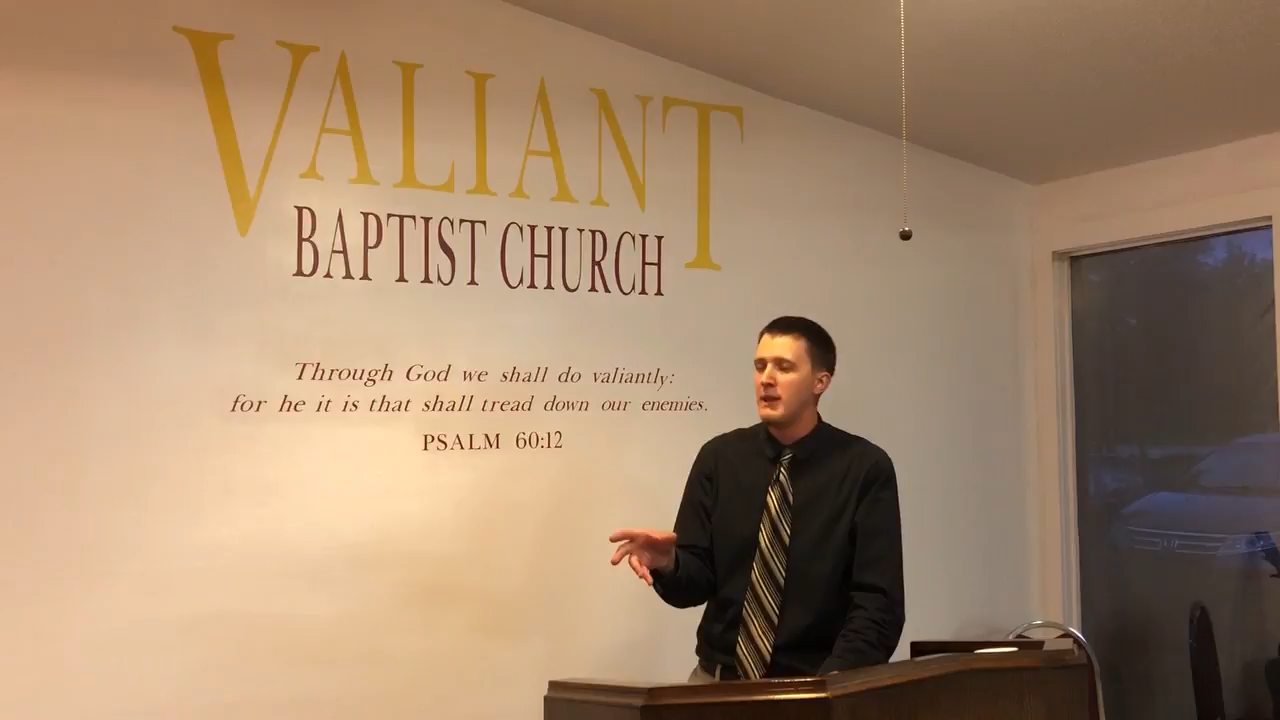 VALIANT
BAPTIST CHURCH
Through God we shall do valiantly:
for he it is that shall tread down our enemies.
PSALM 60:12